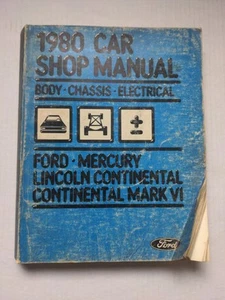 1980 CAR
SHOP MANUAL
BODY · CHASSIS · ELECTRICAL
FORD · MERCURY
LINCOLN CONTINENTAL
CONTINENTAL MARK VI
Ford